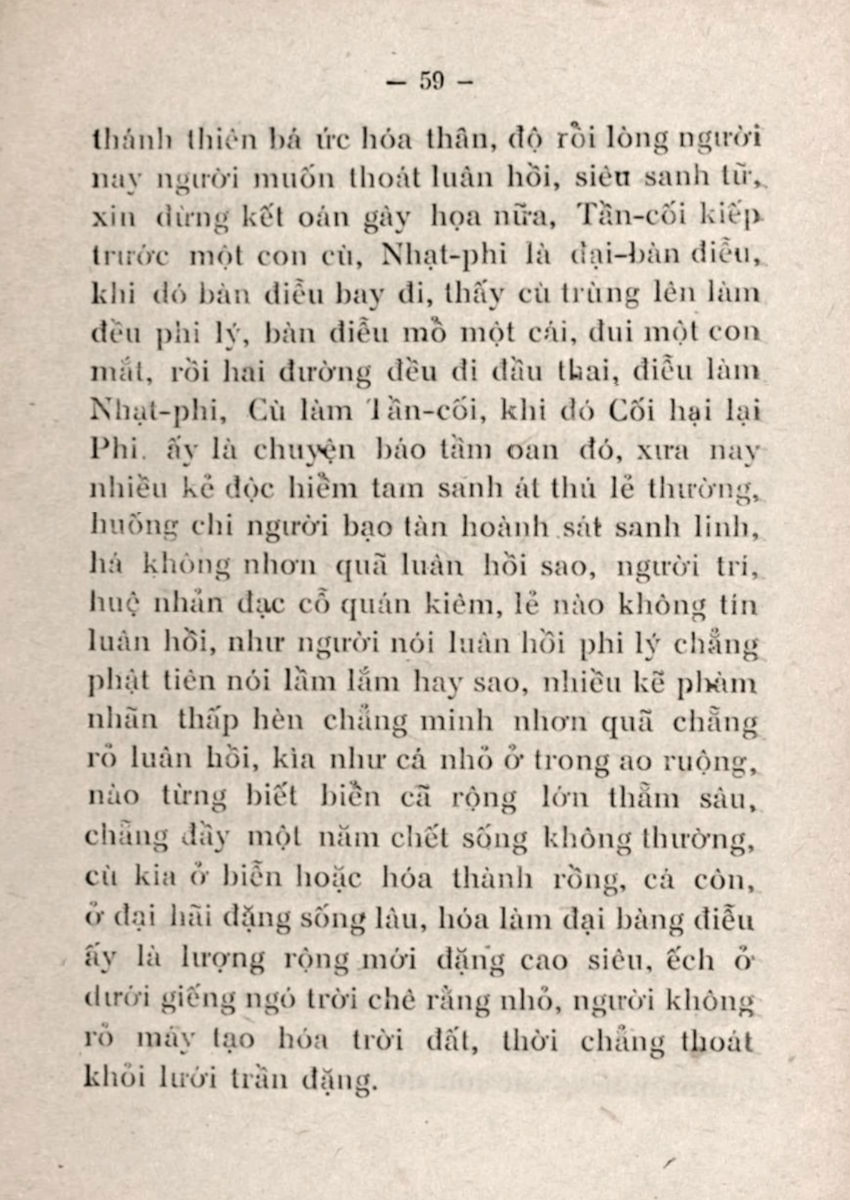 — 59 —
thánh thiên bá ức hóa thân, độ rồi lòng người
nay người muốn thoát luân hồi, siêu sanh tữ,
xin đừng kết oán gày họa nữa, Tần-cối kiếp
trước một con cù, Nhạt-phi là đại-bàn điểu,
khi đó bàn điểu bay đi, thấy cù trùng lên làm
đều phi lý, bàn điểu mỗ một cái, đui một con
mắt, rồi hai đường đều đi đầu thai, điểu làm
Nhạt-phi, Cù làm Tần-cối, khi đó Cối hại lại
Phi. ấy là chuyện báo tầm oan đó, xưa nay
nhiều kẻ độc hiểm tam sanh át thú lẻ thường,
huống chi người bạo tàn hoành sát sanh linh,
há không nhơn quã luân hồi sao, người trí,
huệ nhản đạc cỗ quán kiêm, lẻ nào không tín
luân hồi, như người nói luân hồi phi lý chẳng
phật tiên nói lầm lắm hay sao, nhiều kẽ phàm
nhãn thấp hèn chẳng minh nhơn quã chẵng
rỏ luân hồi, kìa như cá nhỏ ở trong ao ruộng,
nào từng biết biển cã rộng lớn thẳm sâu,
chẵng đầy một năm chết sống không thường,
cù kia ở biển hoặc hóa thành rồng, cá côn,
ở đại hãi đặng sống lâu, hóa làm đại bàng điểu
ấy là lượng rộng mới đặng cao siêu, ếch ở
dưới giếng ngó trời chê rằng nhỏ, người không
rỏ máy tạo hóa trời đất, thời chẳng thoát
khỏi lưới trần đặng.